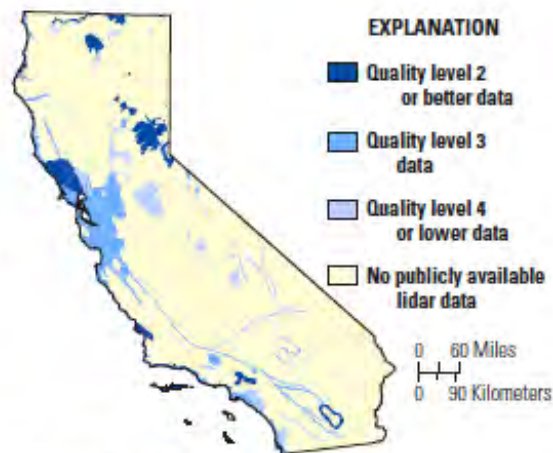 EXPLANATION
Quality level 2
or better data
Quality level 3
data
Quality level 4
or lower data
No publicly available
lidar data
0 60 Miles
0 90 Kilometers